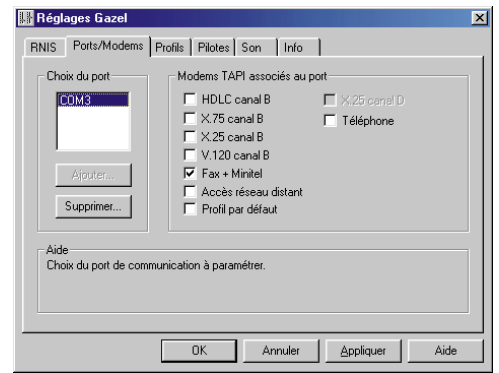 Réglages Gazel
RNIS Ports/Modems Profils Pilotes Son Info
Choix du port
COM3
Ajouter...
Supprimer...
Modems TAPI associés au port
HDLC canal B
X.75 canal B
X.25 canal B
V.120 canal B
Fax + Minitel
Accès réseau distant
Profil par défaut
X.25 canal D
Téléphone
Aide
Choix du port de communication à paramétrer.
OK Annuler Appliquer Aide